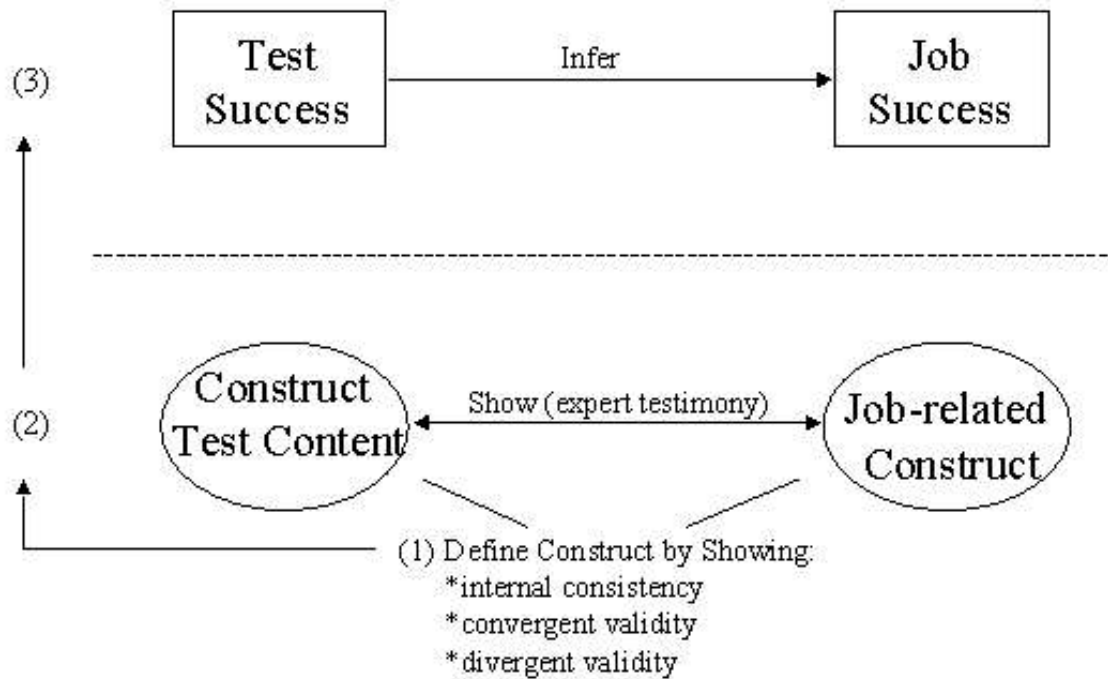 (3)
Test
Success
Infer
Job
Success
(2)
Construct
Test Content
Show (expert testimony)
Job-related
Construct
(1) Define Construct by Showing:
*internal consistency
*convergent validity
*divergent validity